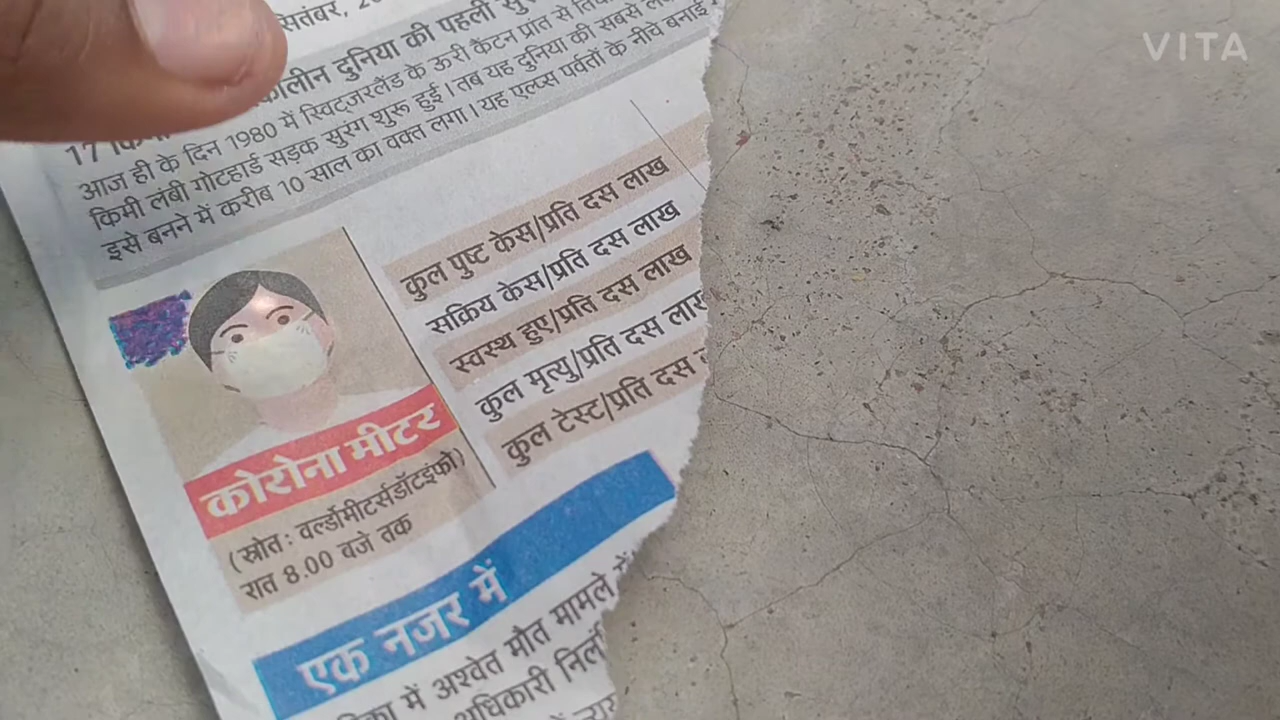 VITA
सितंबर,
कालीन दुनिया की पहली
17
आज ही के दिन 1980 में स्विट्जरलैंड के ऊरी कैंटन प्रांत से
किमी लंबी गोटहार्ड सड़क सुरंग शुरू हुई। तब यह दुनिया की सबसे
इसे बनने में करीब 10 साल का वक्त लगा। यह एल्प्स पर्वतों के नीचे बनाई
कुल पुष्ट केस/प्रति दस लाख
सक्रिय केस/प्रति दस लाख
स्वस्थ हुए/प्रति दस लाख
कुल मृत्यु/प्रति दस
कुल टेस्ट/प्रति दस
कोरोना मीटर
(स्रोत: वर्ल्डोमीटर्सडॉटइंफो)
रात 8.00 बजे तक
एक नजर में
में अश्वेत मौत मामले में
अधिकारी